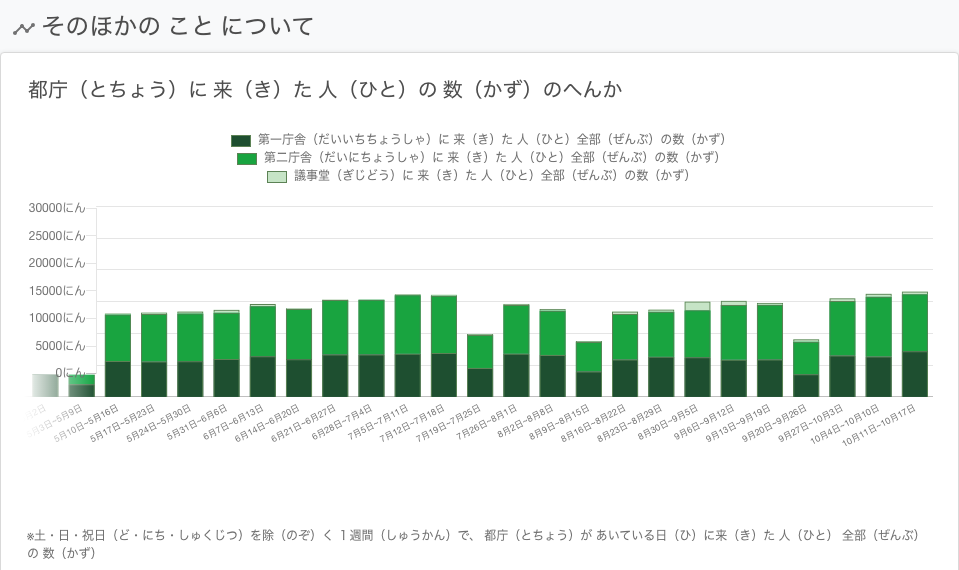 そのほかの こと について
都庁（とちょう）に 来（き）た 人（ひと）の 数（かず）のへんか
第一庁舎（だいいちちょうしゃ）に 来（き）た 人（ひと）全部（ぜんぶ）の数（かず）
第二庁舎（だいにちょうしゃ）に 来（き）た 人（ひと）全部（ぜんぶ）の数（かず）
議事堂（ぎじどう）に 来（き）た 人（ひと）全部（ぜんぶ）の数（かず）
30000にん
25000にん
20000にん
15000にん
10000にん
5000にん
0にん
5月10日~5月16日
5月17日~5月23日
5月24日~5月30日
5月31日~6月6日
6月7日~6月13日
6月14日~6月20日
6月21日~6月27日
6月28日~7月4日
7月5日~7月11日
7月12日~7月18日
7月19日~7月25日
7月26日~8月1日
8月2日~8月8日
8月9日~8月15日
8月16日~8月22日
8月23日~8月29日
8月30日~9月5日
9月6日~9月12日
9月13日~9月19日
9月20日~9月26日
9月27日~10月3日
10月4日~10月10日
10月11日~10月17日
※土・日・祝日（ど・にち・しゅくじつ）を除（のぞ）く １週間（しゅうかん）で、 都庁（とちょう）が あいている日（ひ）に来（き）た 人（ひと） 全部（ぜんぶ）
の 数（かず）